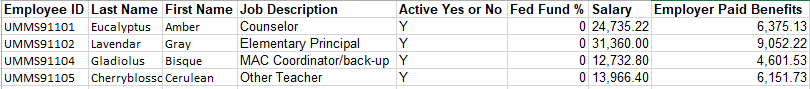 Employee ID Last Name First Name Job Description Active Yes or No Fed Fund % Salary Employer Paid Benefits
UMMS91101 Eucalyptus Amber Counselor Y 0 24,735.22 6,375.13
UMMS91102 Lavendar Gray Elementary Principal Y 0 31,360.00 9,052.22
UMMS91104 Gladiolus Bisque MAC Coordinator/back-up Y 0 12,732.80 4,601.53
UMMS91105 Cherryblossc Cerulean Other Teacher Y 0 13,966.40 6,151.73